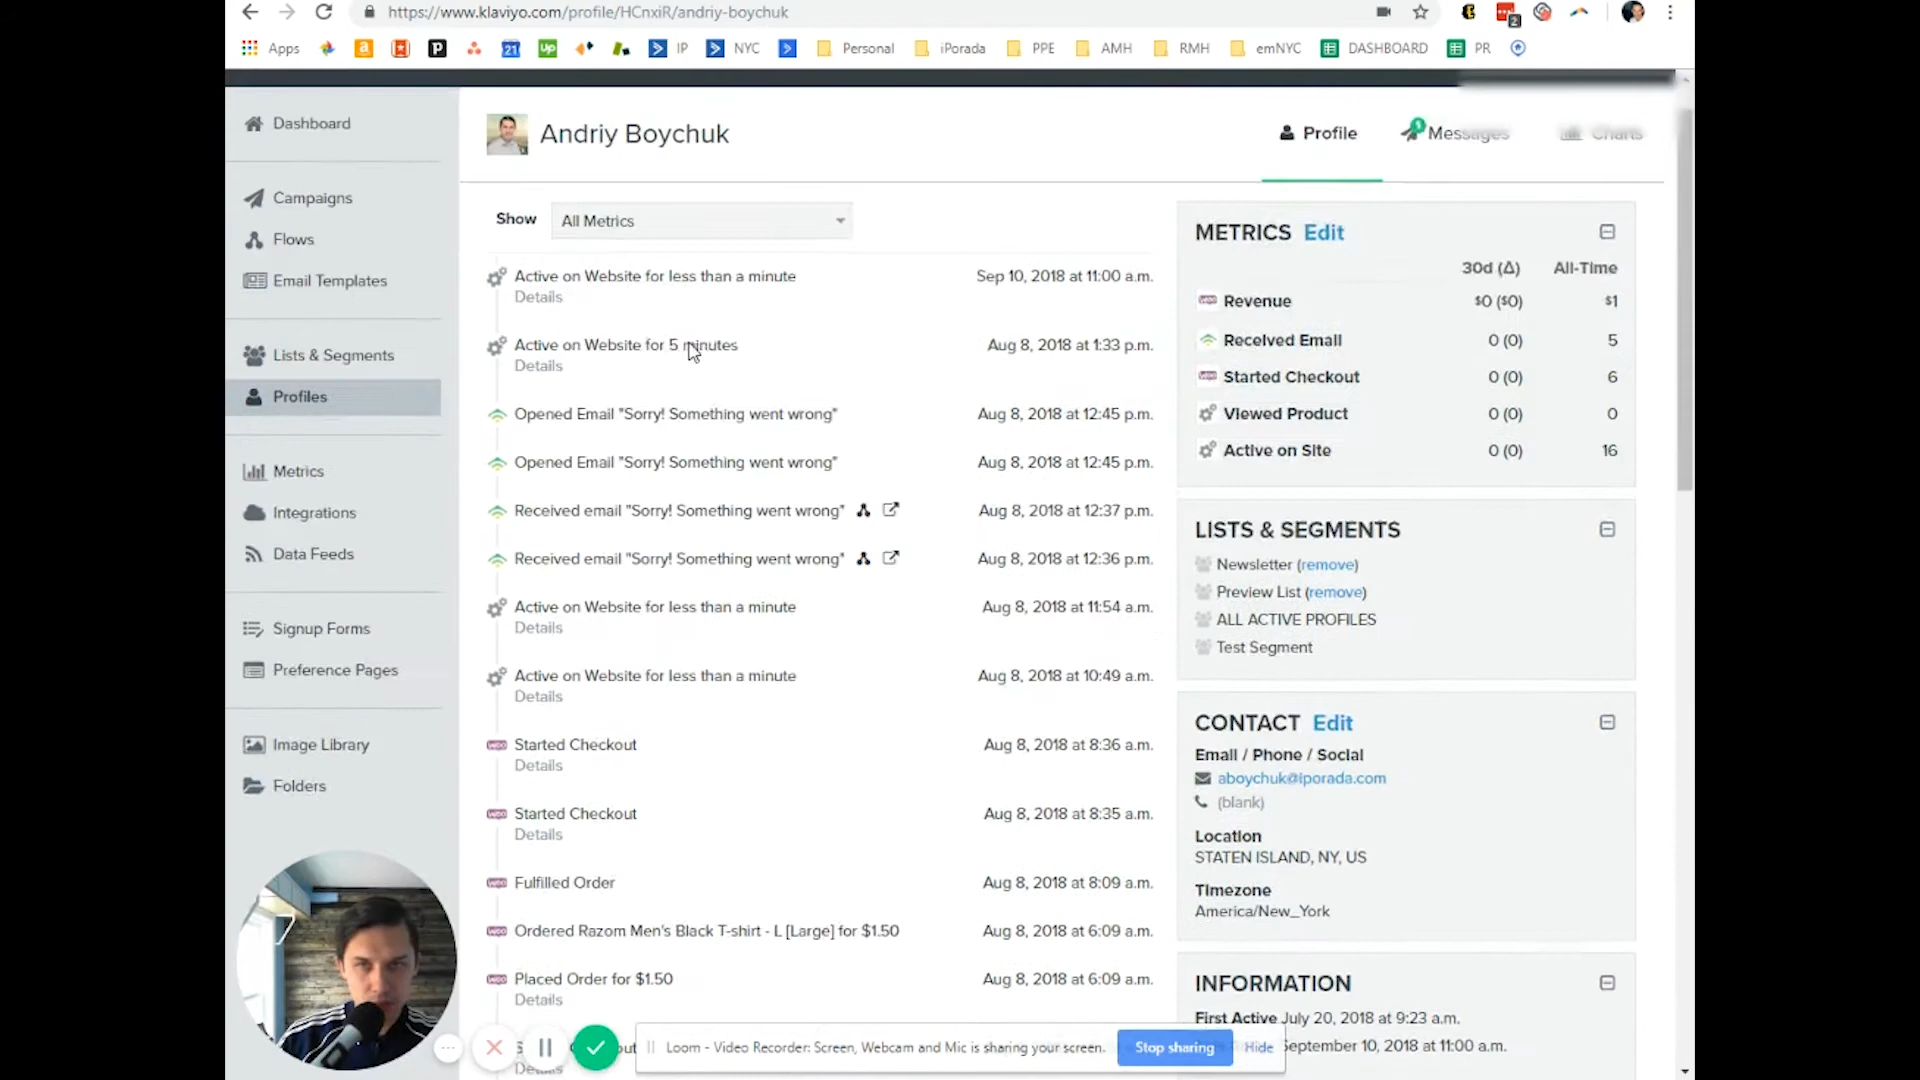 https://www.klaviyo.com/profile/HCnxiR/andriy-boychuk
2
Apps
21
IP
NYC
Personal
iPorada
PPE
AMH
RMH
emNYC
DASHBOARD
PR
Dashboard
Campaigns
Flows
Email Templates
Lists & Segments
Profiles
Metrics
Integrations
Data Feeds
Signup Forms
Preference Pages
Image Library
Folders
Andriy Boychuk
Profile
Messages
Charts
Show
All Metrics
Active on Website for less than a minute Sep 10, 2018 at 11:00 a.m.
Details
Active on Website for 5 minutes Aug 8, 2018 at 1:33 p.m.
Details
Opened Email "Sorry! Something went wrong" Aug 8, 2018 at 12:45 p.m.
Opened Email "Sorry! Something went wrong" Aug 8, 2018 at 12:45 p.m.
Received email "Sorry! Something went wrong" Aug 8, 2018 at 12:37 p.m.
Received email "Sorry! Something went wrong" Aug 8, 2018 at 12:36 p.m.
Active on Website for less than a minute Aug 8, 2018 at 11:54 a.m.
Details
Active on Website for less than a minute Aug 8, 2018 at 10:49 a.m.
Details
Started Checkout Aug 8, 2018 at 8:36 a.m.
Details
Started Checkout Aug 8, 2018 at 8:35 a.m.
Details
Fulfilled Order Aug 8, 2018 at 8:09 a.m.
Ordered Razom Men's Black T-shirt - L [Large] for $1.50 Aug 8, 2018 at 6:09 a.m.
Placed Order for $1.50 Aug 8, 2018 at 6:09 a.m.
Details
Details
METRICS Edit
30d (Δ) All-Time
Revenue $0 ($0) $1
Received Email 0 (0) 5
Started Checkout 0 (0) 6
Viewed Product 0 (0) 0
Active on Site 0 (0) 16
LISTS & SEGMENTS
Newsletter (remove)
Preview List (remove)
ALL ACTIVE PROFILES
Test Segment
CONTACT Edit
Email / Phone / Social
aboychuk@iporada.com
(blank)
Location
STATEN ISLAND, NY, US
Timezone
America/New_York
INFORMATION
First Active July 20, 2018 at 9:23 a.m.
September 10, 2018 at 11:00 a.m.
Loom - Video Recorder: Screen, Webcam and Mic is sharing your screen.
Stop sharing
Hide